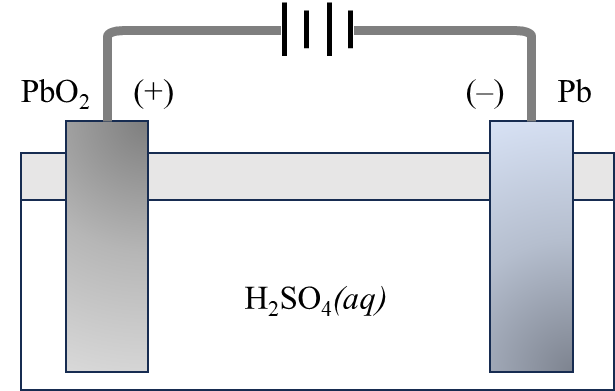 PbO₂ (+) (–) Pb
H₂SO₄(aq)